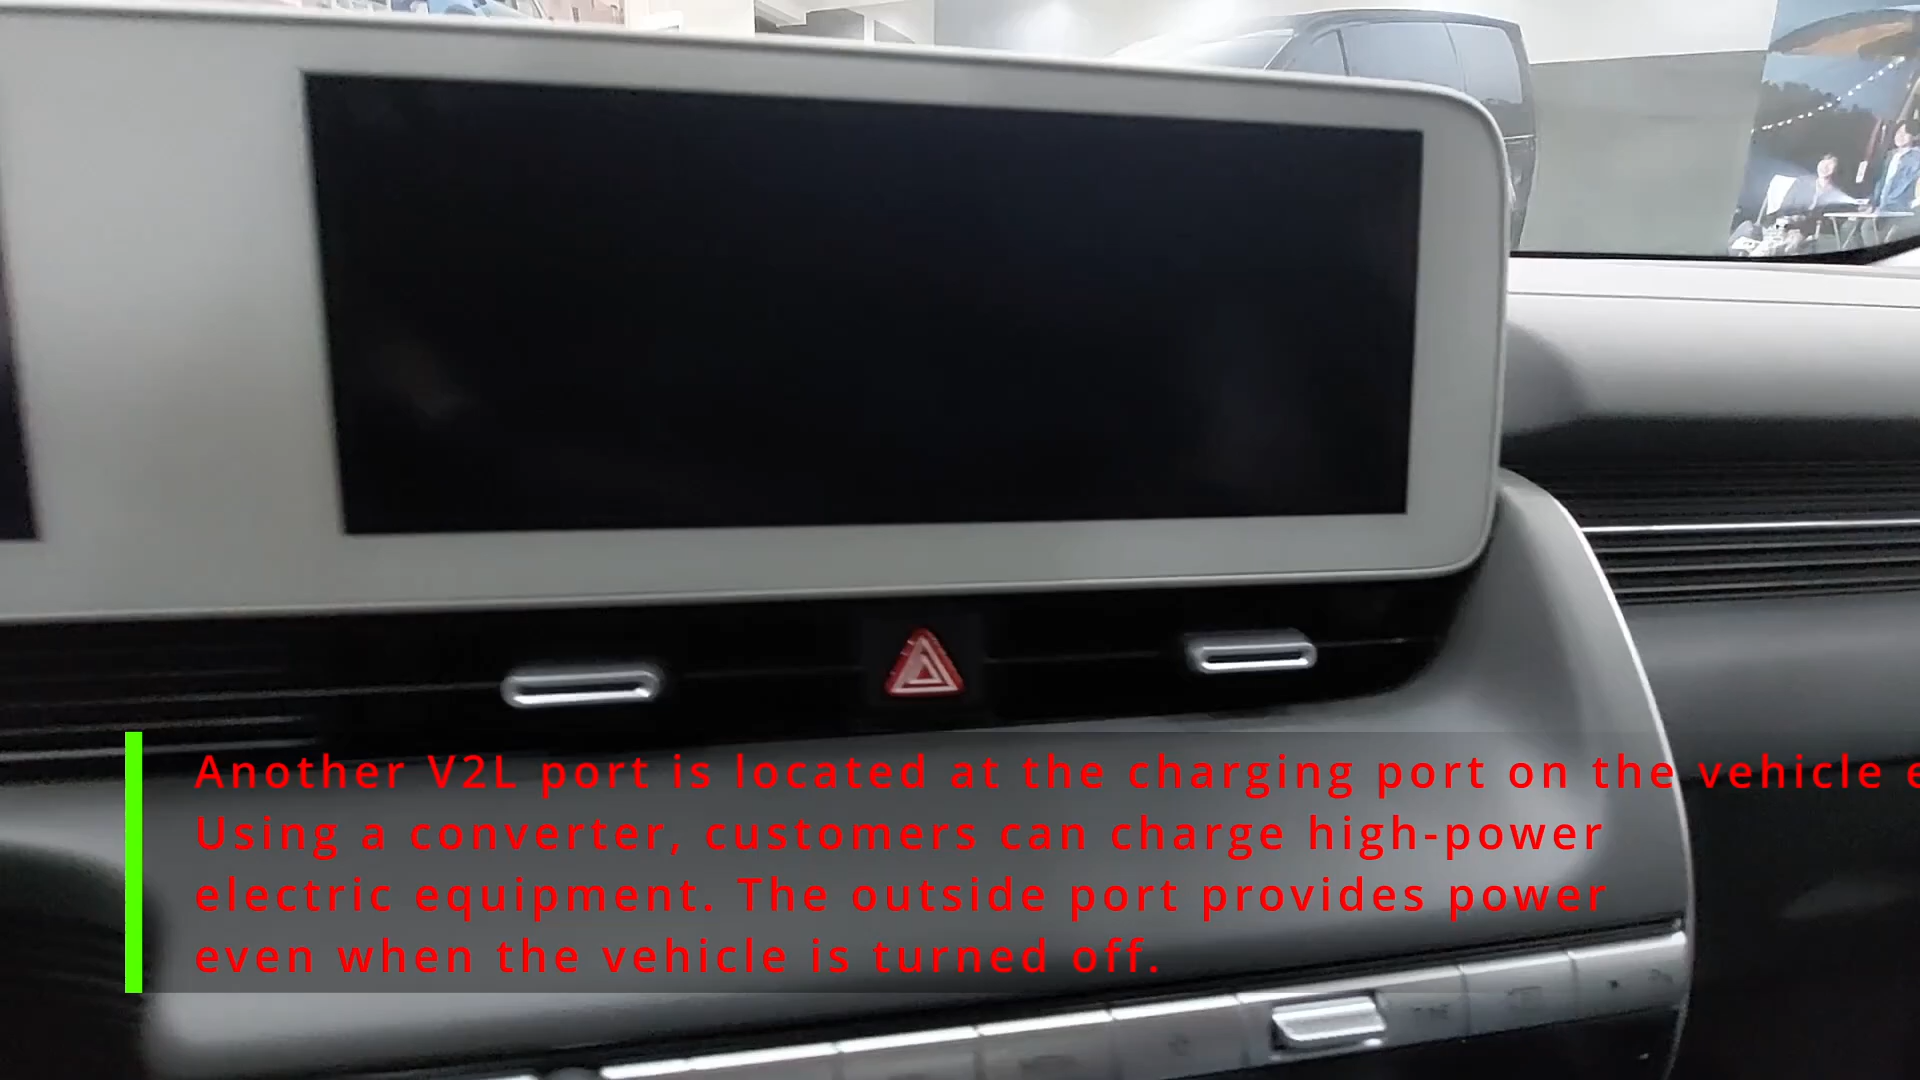 Another V2L port is located at the charging port on the vehicle
Using a converter, customers can charge high-power
electric equipment. The outside port provides power
even when the vehicle is turned off.